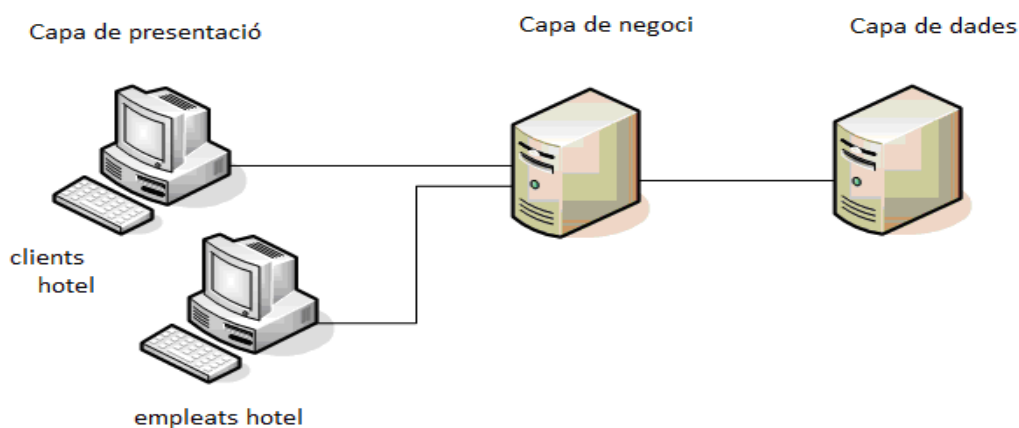 Capa de presentació
Capa de negoci
Capa de dades
clients
hotel
empleats hotel